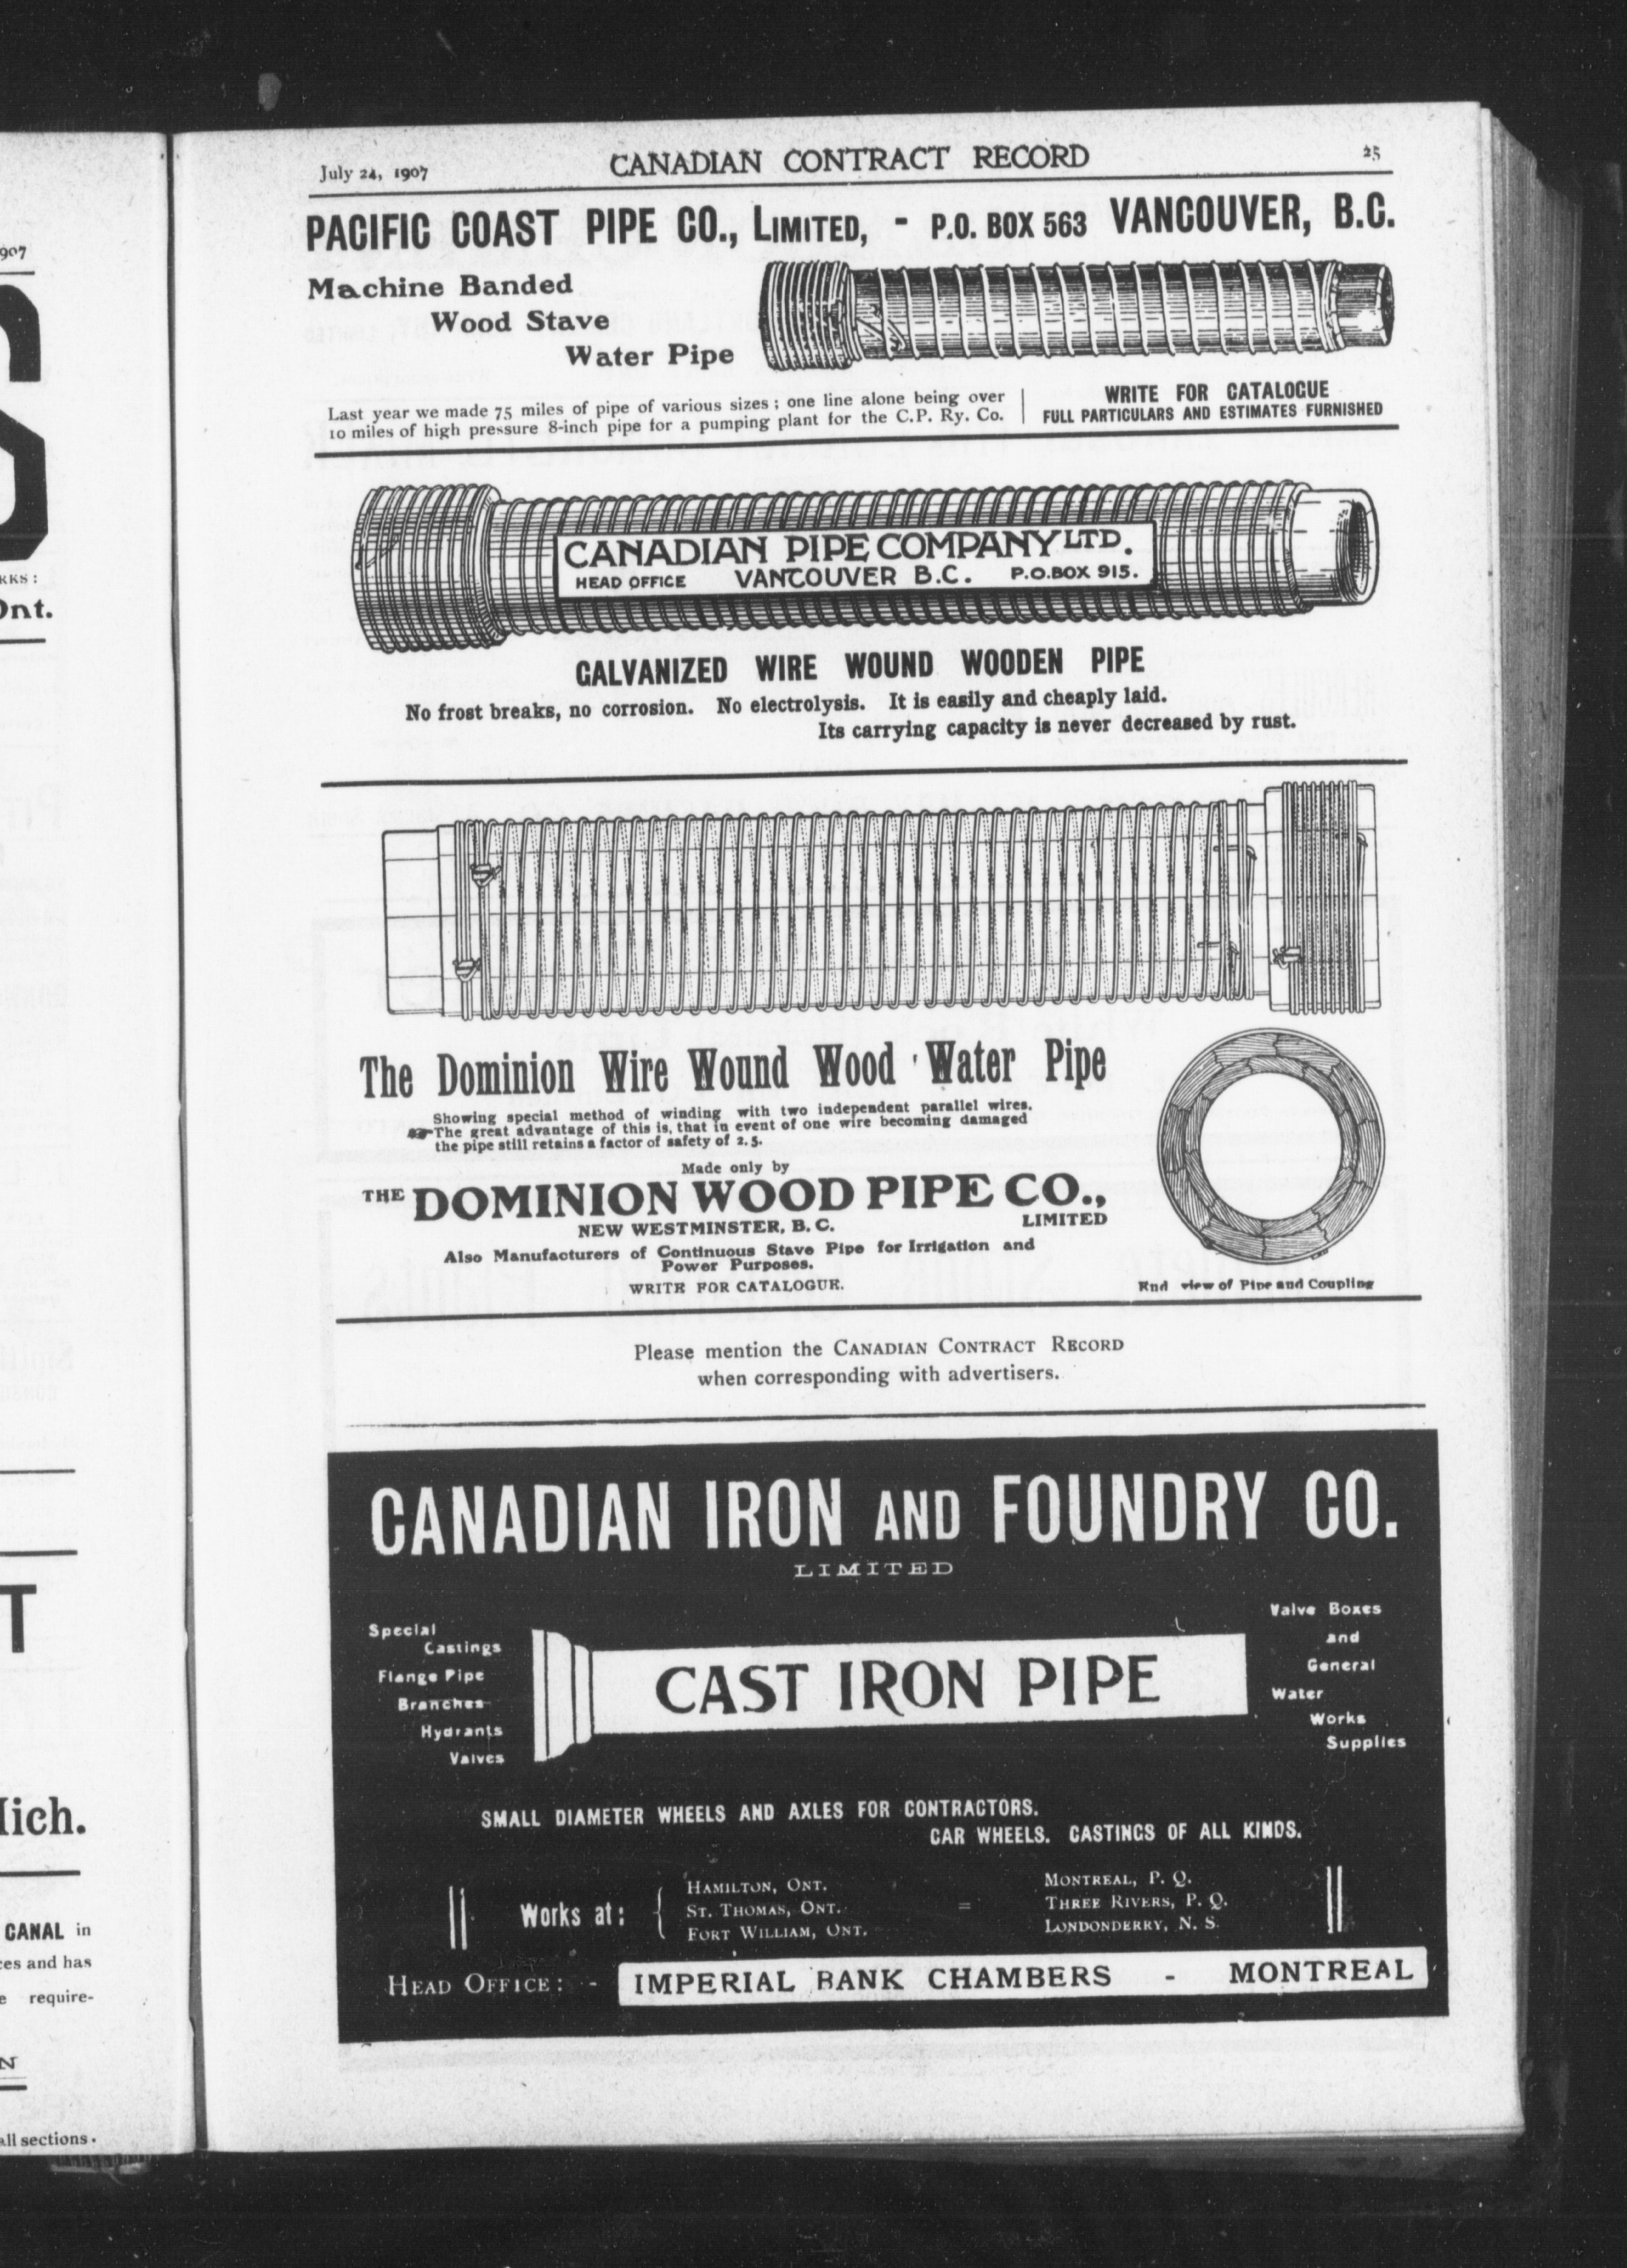 July 24, 1907 CANADIAN CONTRACT RECORD 25
PACIFIC COAST PIPE CO., LIMITED, - P.O. BOX 563 VANCOUVER, B.C.
Machine Banded
Wood Stave
Water Pipe
Last year we made 75 miles of pipe of various sizes; one line alone being over
10 miles of high pressure 8-inch pipe for a pumping plant for the C.P. Ry. Co.
WRITE FOR CATALOGUE
FULL PARTICULARS AND ESTIMATES FURNISHED
CANADIAN PIPE COMPANY LTD.
HEAD OFFICE VANCOUVER B.C. P.O.BOX 915.
GALVANIZED WIRE WOUND WOODEN PIPE
No frost breaks, no corrosion. No electrolysis. It is easily and cheaply laid.
Its carrying capacity is never decreased by rust.
The Dominion Wire Wound Wood Water Pipe
Showing special method of winding with two independent parallel wires.
The great advantage of this is, that in event of one wire becoming damaged
the pipe still retains a factor of safety of 2.5.
Made only by
THE DOMINION WOOD PIPE CO.,
NEW WESTMINSTER, B. C. LIMITED
Also Manufacturers of Continuous Stave Pipe for Irrigation and
Power Purposes.
WRITE FOR CATALOGUE.
End view of Pipe and Coupling
Please mention the CANADIAN CONTRACT RECORD
when corresponding with advertisers.
CANADIAN IRON AND FOUNDRY CO.
LIMITED
Special
Castings
Flange Pipe
Branches
Hydrants
Valves
CAST IRON PIPE
Valve Boxes
and
General
Water
Works
Supplies
SMALL DIAMETER WHEELS AND AXLES FOR CONTRACTORS.
CAR WHEELS. CASTINGS OF ALL KINDS.
Works at:
HAMILTON, ONT.
ST. THOMAS, ONT.
FORT WILLIAM, ONT.
=
MONTREAL, P. Q.
THREE RIVERS, P. Q.
LONDONDERRY, N. S.
HEAD OFFICE: - IMPERIAL BANK CHAMBERS - MONTREAL
907
S
RKS:
Ont.
T
Mich.
CANAL in
ces and has
e require-
N
all sections.